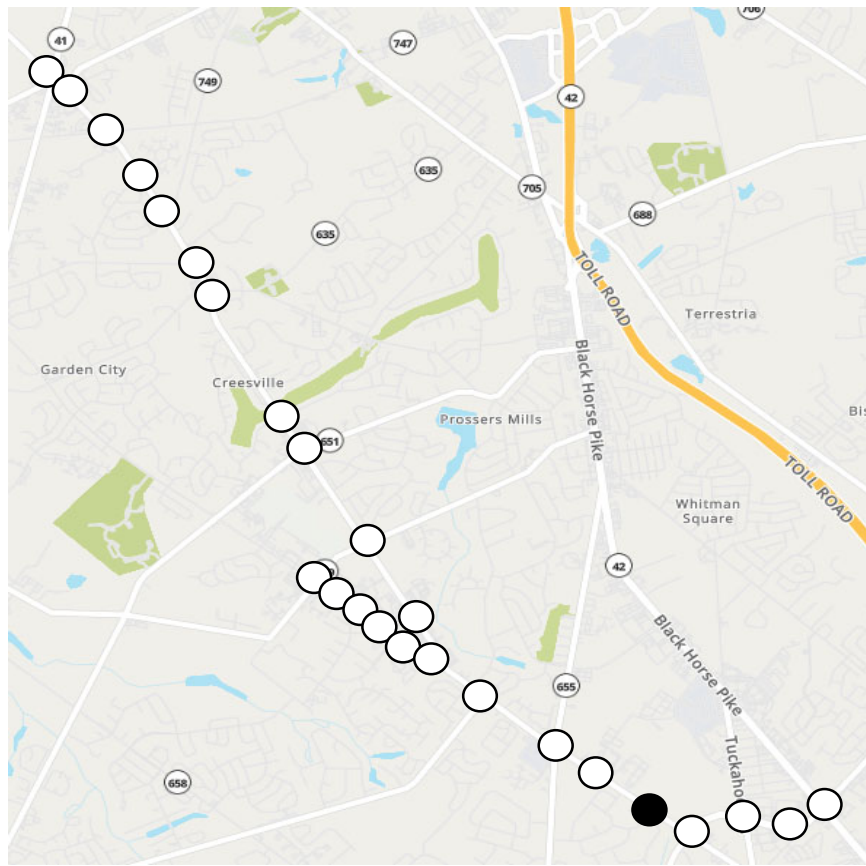 706
41
747
749
42
635
705
688
635
TOLL ROAD
Terrestria
Black Horse Pike
Garden City
Creesville
Prossers Mills
651
TOLL ROAD
Whitman
Square
42
Black Horse Pike
655
Tuckaho
658